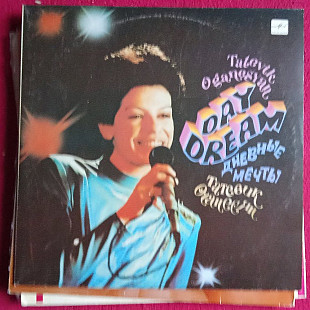 Tatevik
Oganesian
DAY
DREAM
ДНЕВНЫЕ
МЕЧТЫ
Татевик
Оганесян